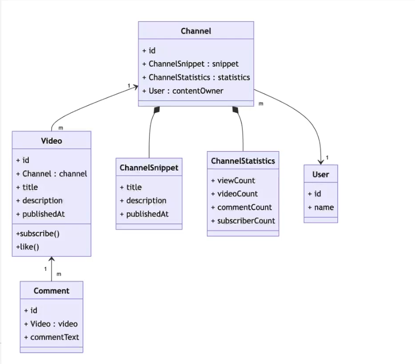 Channel
+ id
+ ChannelSnippet : snippet
+ ChannelStatistics : statistics
+ User : contentOwner
1
m
m
1
Video
+ id
+ Channel : channel
+ title
+ description
+ publishedAt
+subscribe()
+like()
ChannelSnippet
+ title
+ description
+ publishedAt
ChannelStatistics
+ viewCount
+ videoCount
+ commentCount
+ subscriberCount
User
+ id
+ name
1
m
Comment
+ id
+ Video : video
+ commentText